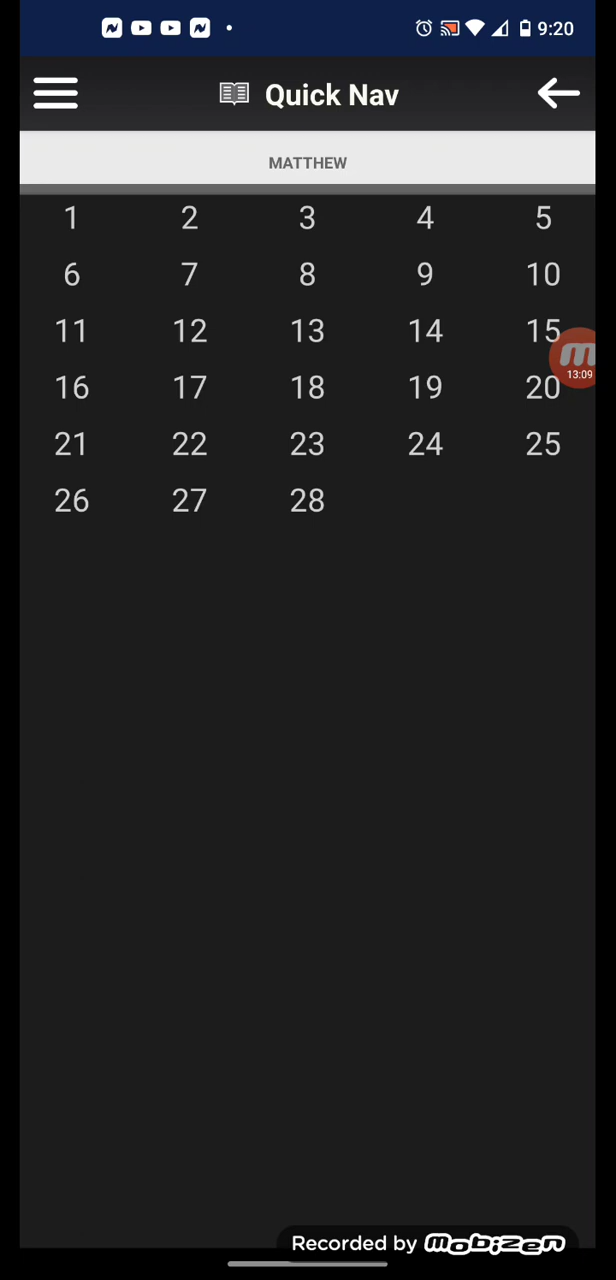 9:20
Quick Nav
MATTHEW
1 2 3 4 5
6 7 8 9 10
11 12 13 14 15
16 17 18 19 20
21 22 23 24 25
26 27 28
m
13:09
Recorded by mobizen